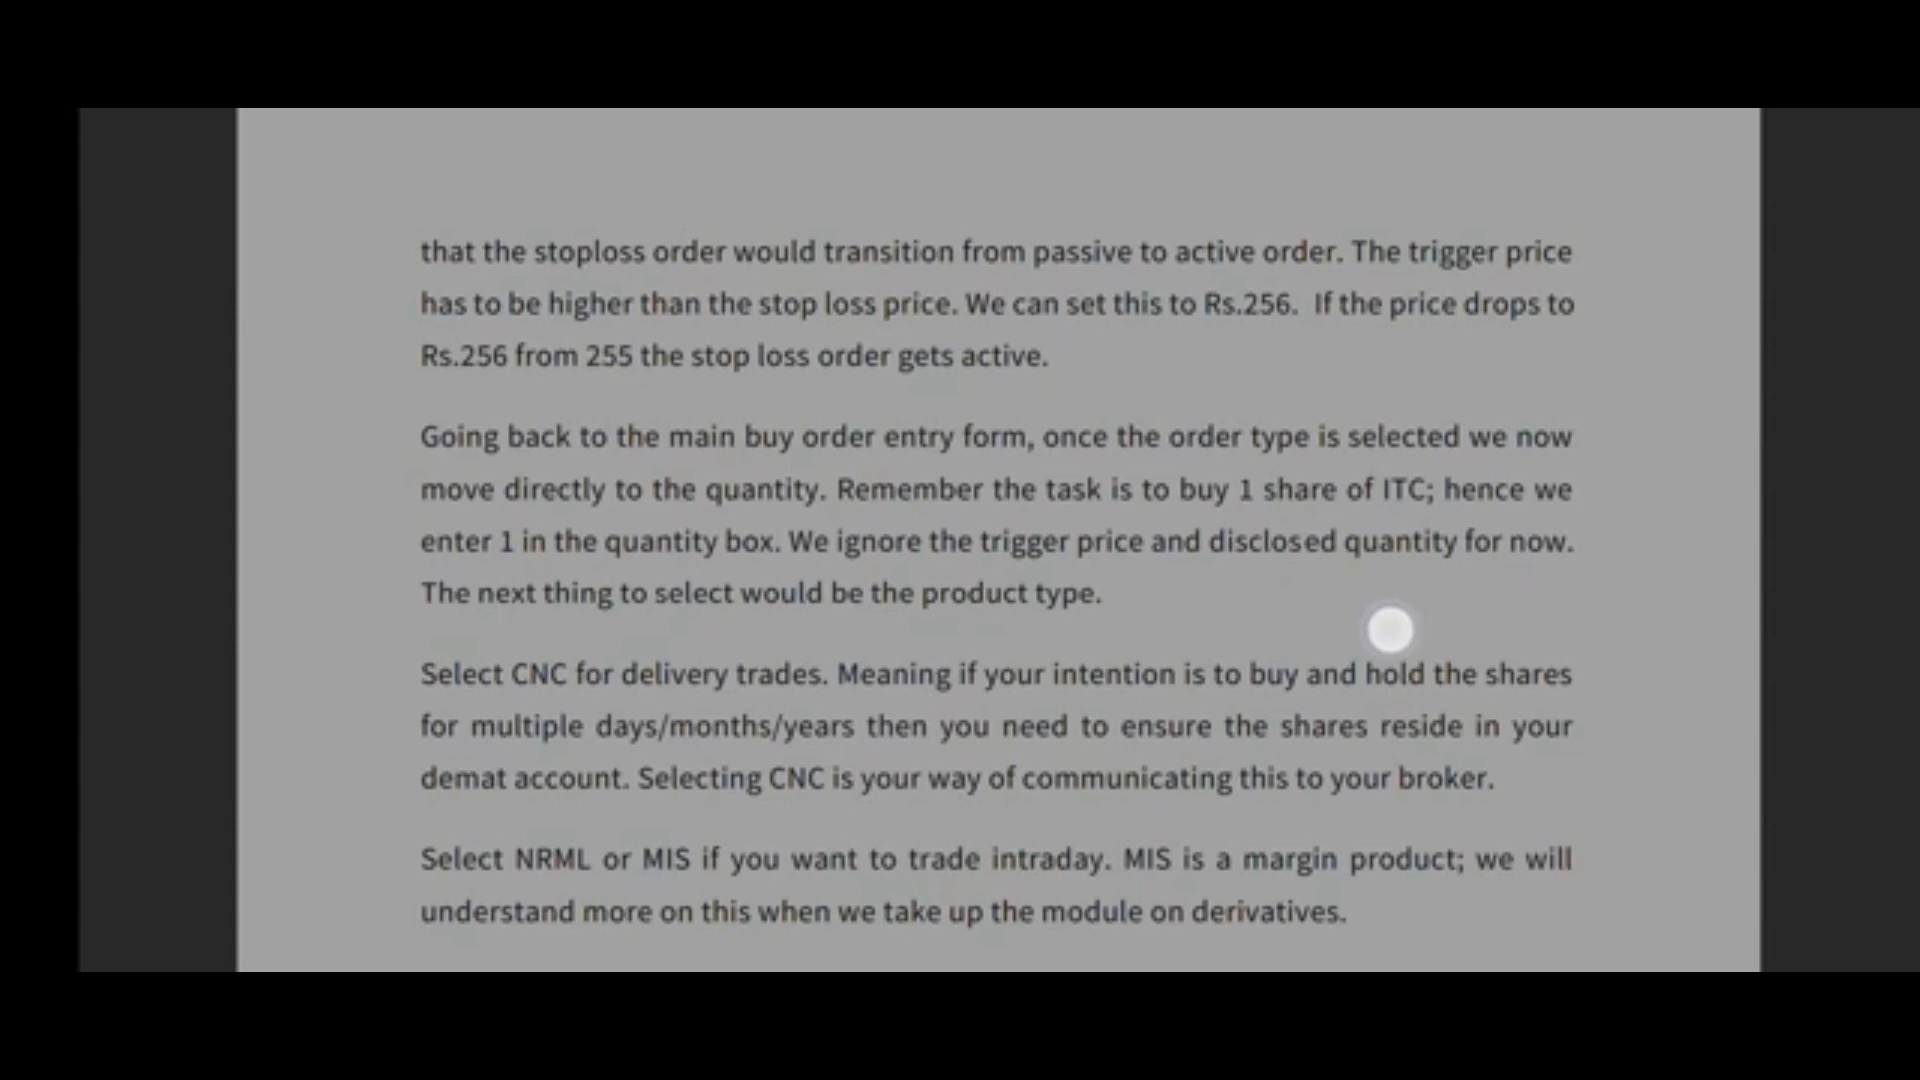 that the stoploss order would transition from passive to active order. The trigger price
has to be higher than the stop loss price. We can set this to Rs.256.  If the price drops to
Rs.256 from 255 the stop loss order gets active.
Going back to the main buy order entry form, once the order type is selected we now
move directly to the quantity. Remember the task is to buy 1 share of ITC; hence we
enter 1 in the quantity box. We ignore the trigger price and disclosed quantity for now.
The next thing to select would be the product type.
Select CNC for delivery trades. Meaning if your intention is to buy and hold the shares
for multiple days/months/years then you need to ensure the shares reside in your
demat account. Selecting CNC is your way of communicating this to your broker.
Select NRML or MIS if you want to trade intraday. MIS is a margin product; we will
understand more on this when we take up the module on derivatives.